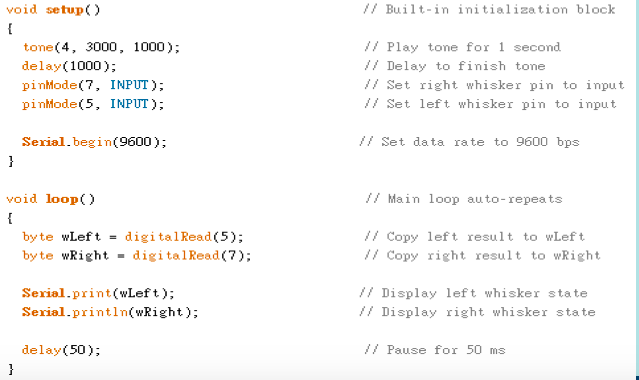 void setup() // Built-in initialization block
{
tone(4, 3000, 1000); // Play tone for 1 second
delay(1000); // Delay to finish tone
pinMode(7, INPUT); // Set right whisker pin to input
pinMode(5, INPUT); // Set left whisker pin to input
Serial.begin(9600); // Set data rate to 9600 bps
}
void loop() // Main loop auto-repeats
{
byte wLeft = digitalRead(5); // Copy left result to wLeft
byte wRight = digitalRead(7); // Copy right result to wRight
Serial.print(wLeft); // Display left whisker state
Serial.println(wRight); // Display right whisker state
delay(50); // Pause for 50 ms
}